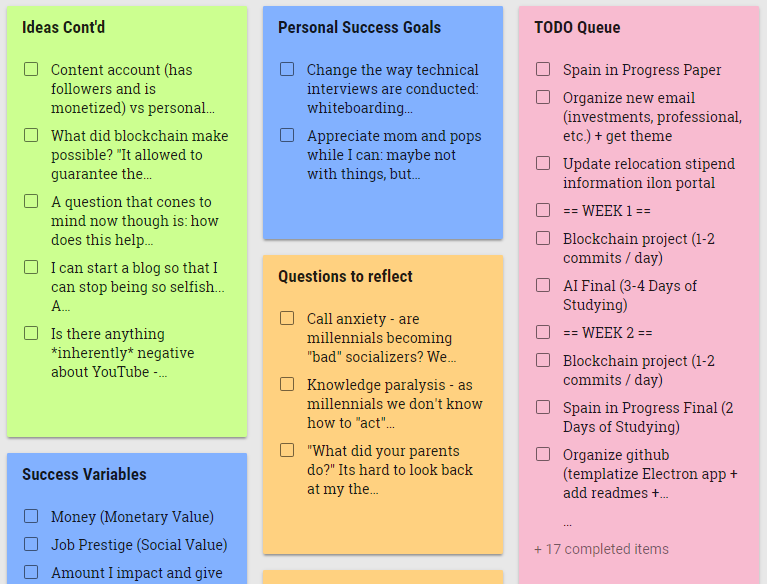 Ideas Cont'd
Content account (has
followers and is
monetized) vs personal...
What did blockchain make
possible? "It allowed to
guarantee the...
A question that cones to
mind now though is: how
does this help...
I can start a blog so that I
can stop being so selfish...
A...
Is there anything
*inherently* negative
about YouTube -...
Success Variables
Money (Monetary Value)
Job Prestige (Social Value)
Amount I impact and give
Personal Success Goals
Change the way technical
interviews are conducted:
whiteboarding...
Appreciate mom and pops
while I can: maybe not
with things, but...
Questions to reflect
Call anxiety - are
millennials becoming
"bad" socializers? We...
Knowledge paralysis - as
millennials we don't know
how to "act"...
"What did your parents
do?" Its hard to look back
at my the...
TODO Queue
Spain in Progress Paper
Organize new email
(investments, professional,
etc.) + get theme
Update relocation stipend
information ilon portal
== WEEK 1 ==
Blockchain project (1-2
commits / day)
AI Final (3-4 Days of
Studying)
== WEEK 2 ==
Blockchain project (1-2
commits / day)
Spain in Progress Final (2
Days of Studying)
Organize github
(templatize Electron app +
add readmes +...
...
+ 17 completed items